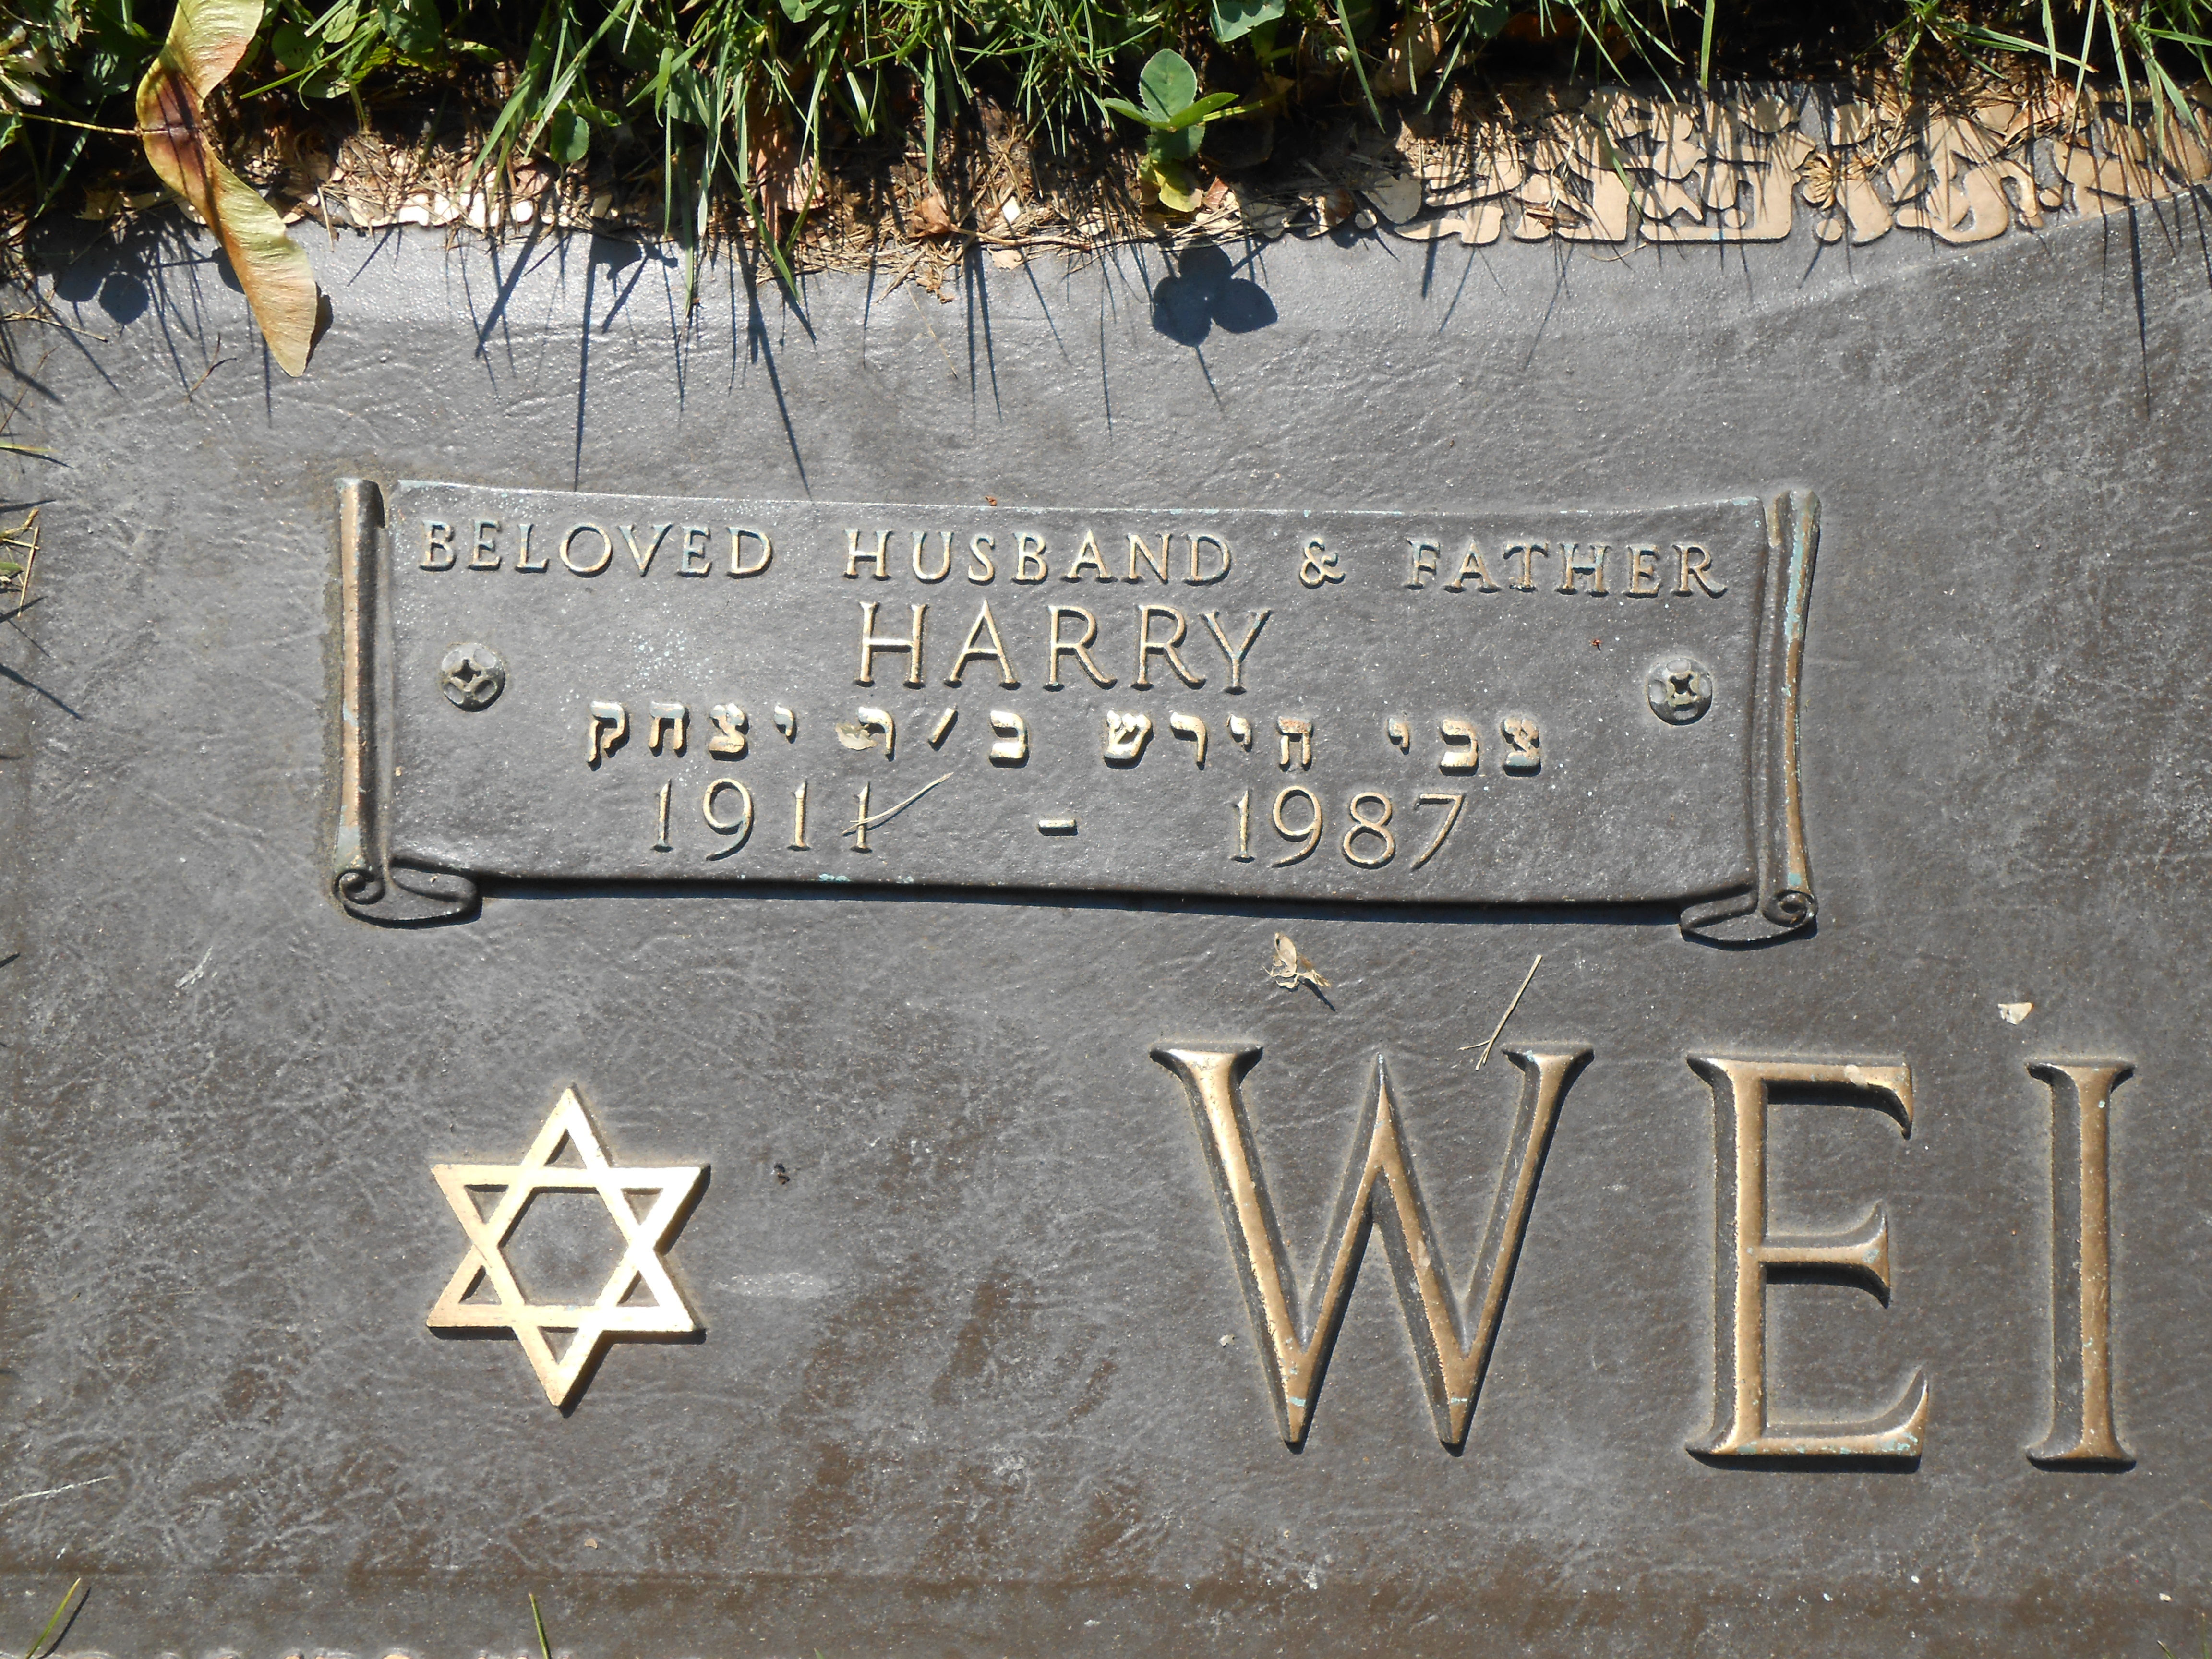 BELOVED HUSBAND & FATHER
HARRY
צבי הירש ב/ר יצחק
1911 - 1987
WEI